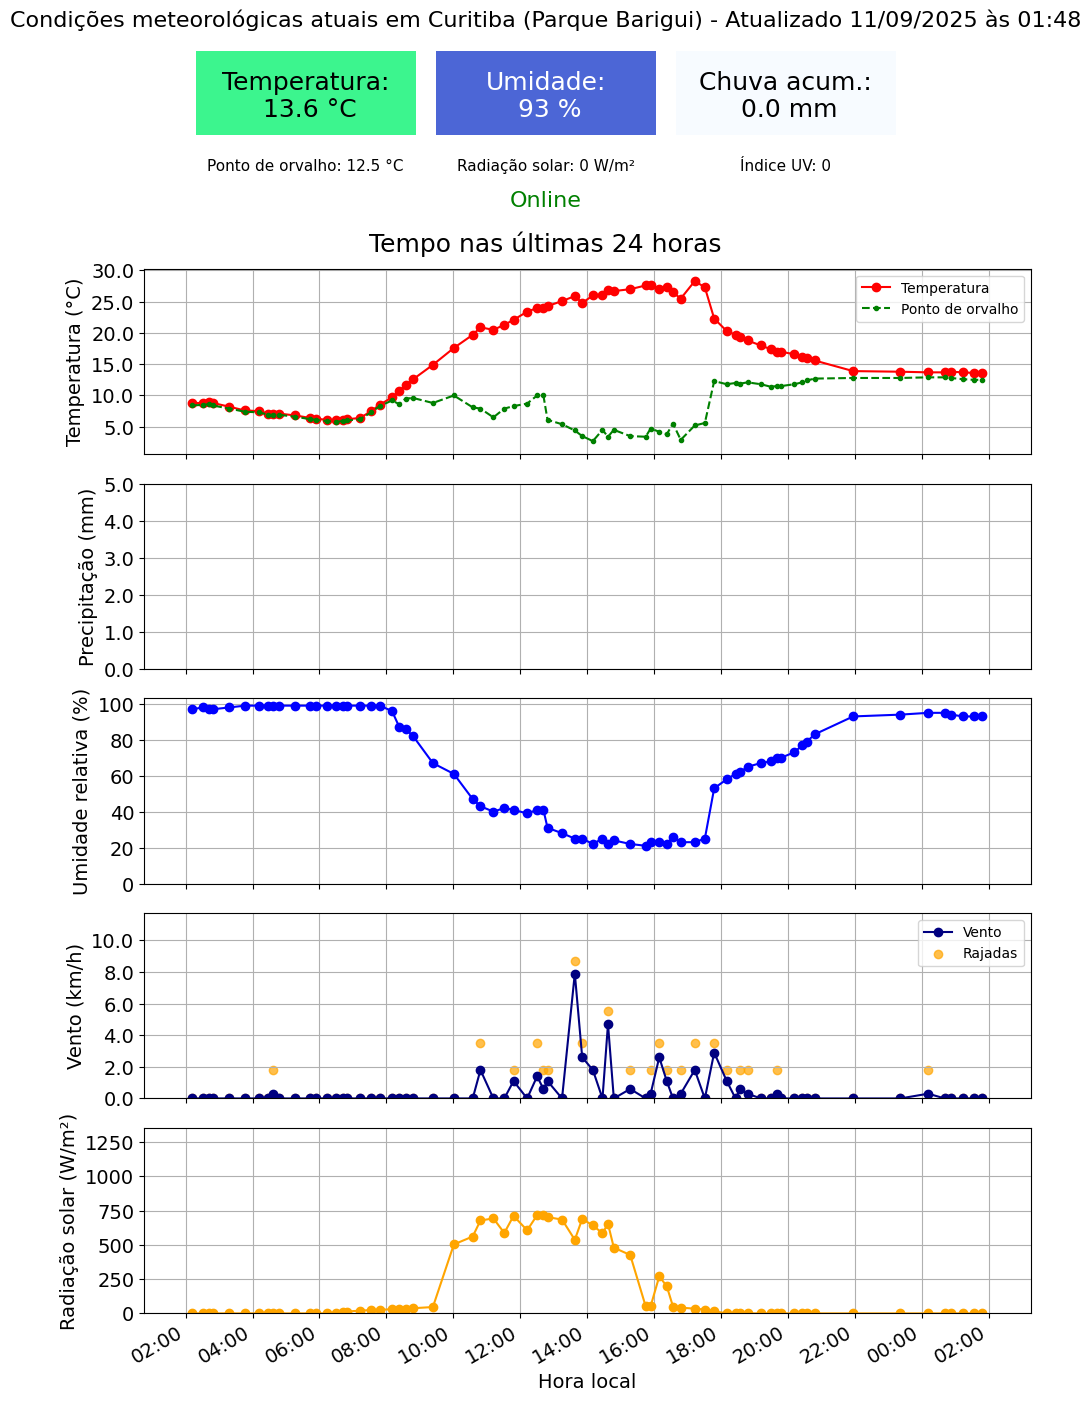 Condições meteorológicas atuais em Curitiba (Parque Barigui) - Atualizado 11/09/2025 às 01:48
Temperatura:
13.6 °C
Umidade:
93 %
Chuva acum.:
0.0 mm
Ponto de orvalho: 12.5 °C
Radiação solar: 0 W/m²
Índice UV: 0
Online
Tempo nas últimas 24 horas
Temperatura (°C)
30.0
25.0
20.0
15.0
10.0
5.0
Temperatura
Ponto de orvalho
Precipitação (mm)
5.0
4.0
3.0
2.0
1.0
0.0
Umidade relativa (%)
100
80
60
40
20
0
Vento (km/h)
10.0
8.0
6.0
4.0
2.0
0.0
Vento
Rajadas
Radiação solar (W/m²)
1250
1000
750
500
250
0
02:00
04:00
06:00
08:00
10:00
12:00
14:00
16:00
18:00
20:00
22:00
00:00
02:00
Hora local